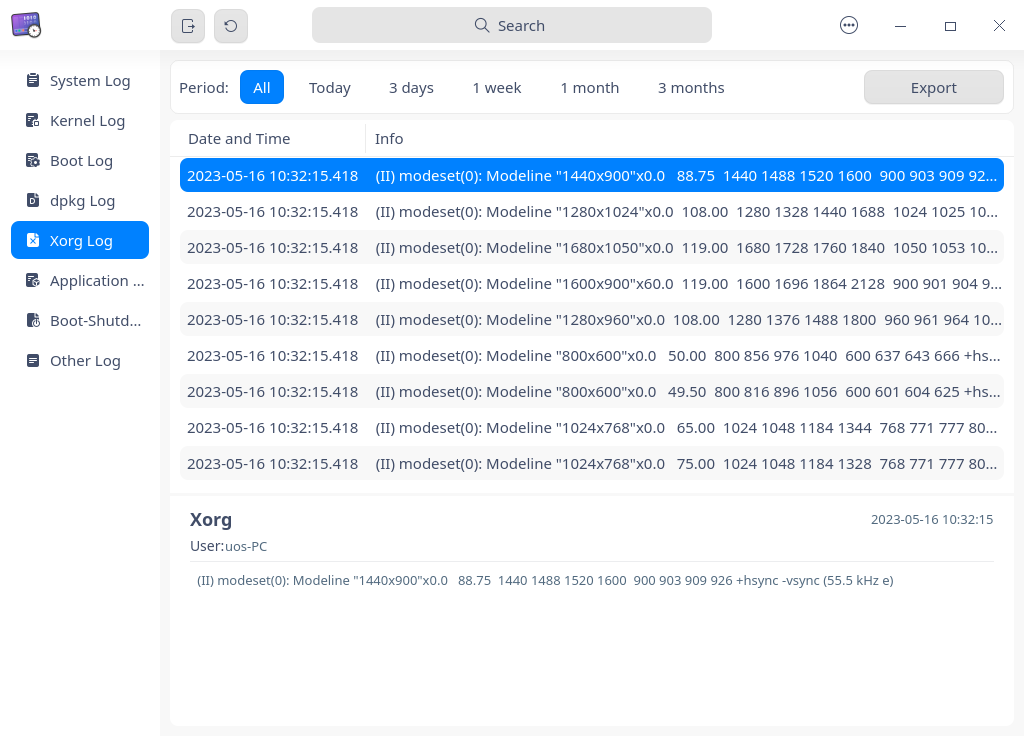 Search
System Log
Kernel Log
Boot Log
dpkg Log
Xorg Log
Application ...
Boot-Shutd...
Other Log
Period: All Today 3 days 1 week 1 month 3 months Export
Date and Time Info
2023-05-16 10:32:15.418 (II) modeset(0): Modeline "1440x900"x0.0 88.75 1440 1488 1520 1600 900 903 909 92...
2023-05-16 10:32:15.418 (II) modeset(0): Modeline "1280x1024"x0.0 108.00 1280 1328 1440 1688 1024 1025 10...
2023-05-16 10:32:15.418 (II) modeset(0): Modeline "1680x1050"x0.0 119.00 1680 1728 1760 1840 1050 1053 10...
2023-05-16 10:32:15.418 (II) modeset(0): Modeline "1600x900"x60.0 119.00 1600 1696 1864 2128 900 901 904 9...
2023-05-16 10:32:15.418 (II) modeset(0): Modeline "1280x960"x0.0 108.00 1280 1376 1488 1800 960 961 964 10...
2023-05-16 10:32:15.418 (II) modeset(0): Modeline "800x600"x0.0 50.00 800 856 976 1040 600 637 643 666 +hs...
2023-05-16 10:32:15.418 (II) modeset(0): Modeline "800x600"x0.0 49.50 800 816 896 1056 600 601 604 625 +hs...
2023-05-16 10:32:15.418 (II) modeset(0): Modeline "1024x768"x0.0 65.00 1024 1048 1184 1344 768 771 777 80...
2023-05-16 10:32:15.418 (II) modeset(0): Modeline "1024x768"x0.0 75.00 1024 1048 1184 1328 768 771 777 80...
Xorg 2023-05-16 10:32:15
User:uos-PC
(II) modeset(0): Modeline "1440x900"x0.0 88.75 1440 1488 1520 1600 900 903 909 926 +hsync -vsync (55.5 kHz e)